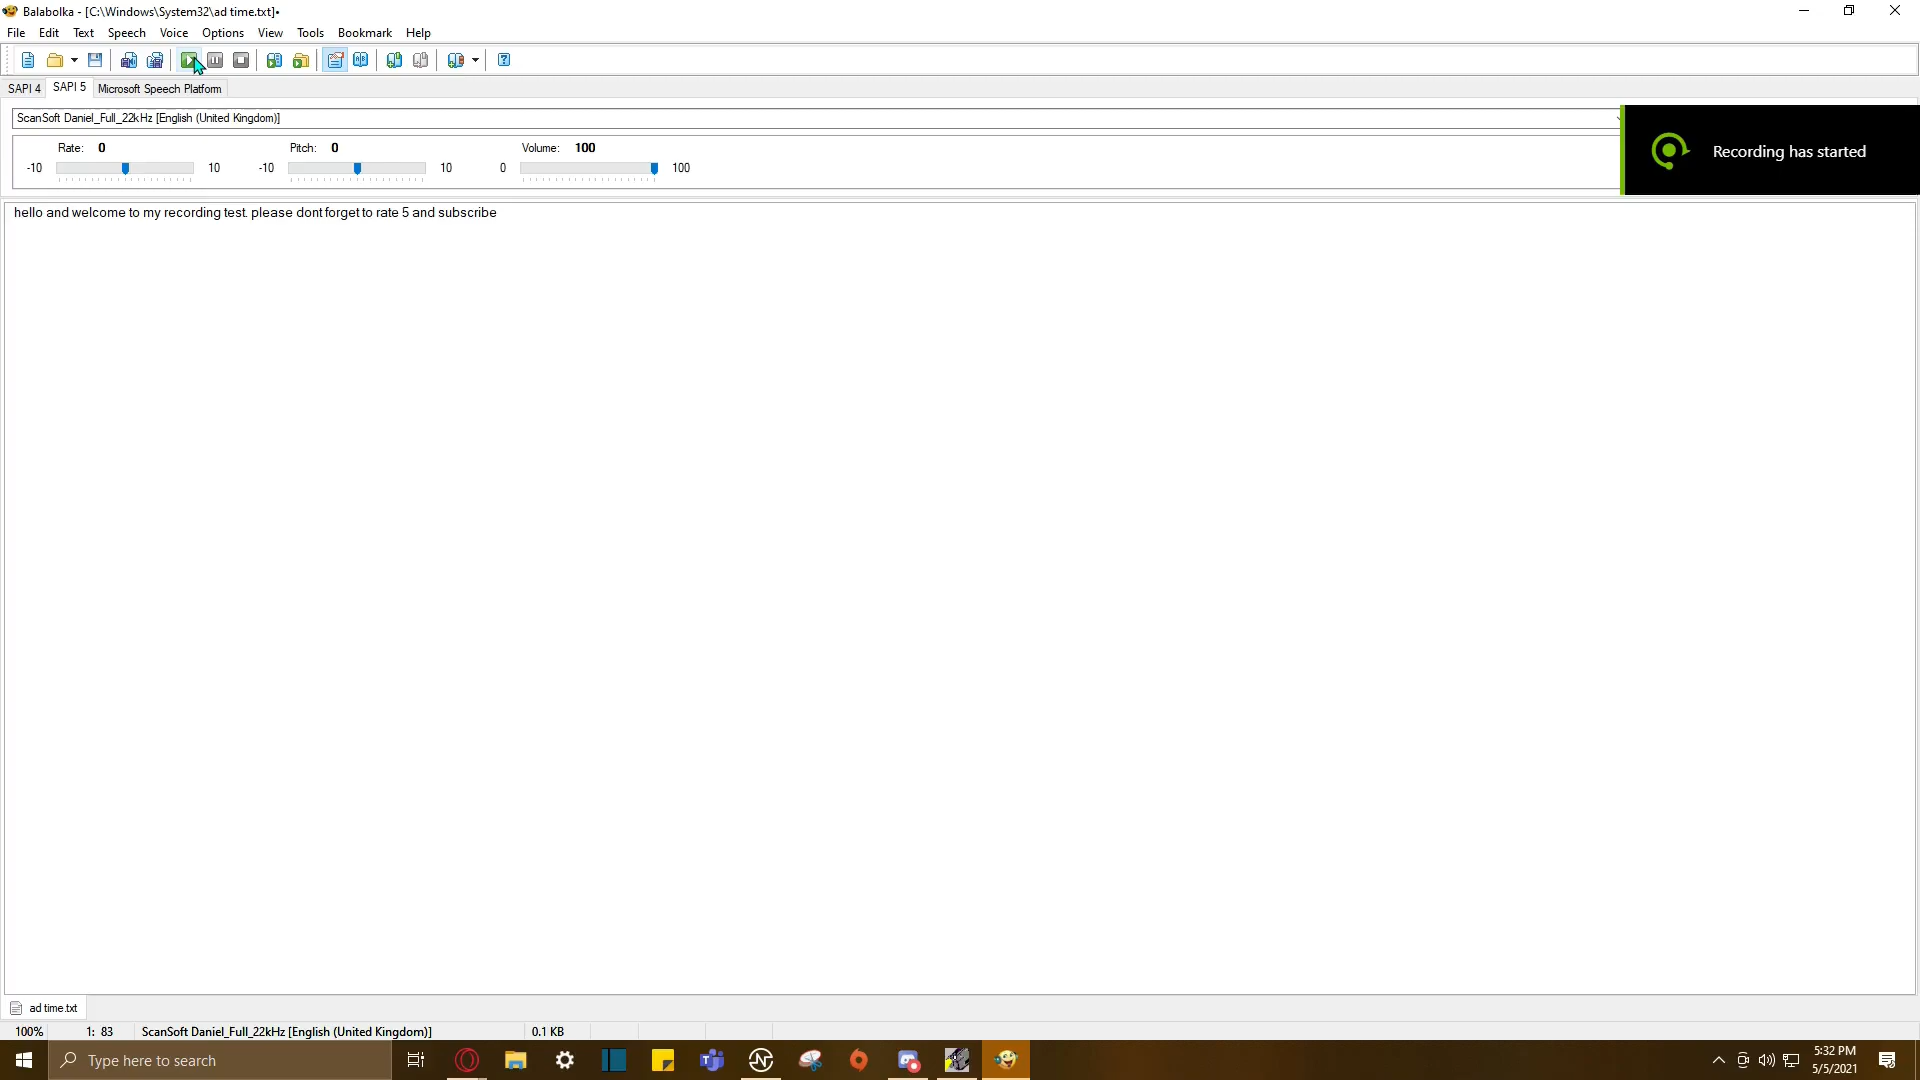 Balabolka - [C:\Windows\System32\ad time.txt]•
File Edit Text Speech Voice Options View Tools Bookmark Help
SAPI 4 SAPI 5 Microsoft Speech Platform
ScanSoft Daniel_Full_22kHz [English (United Kingdom)]
Rate: 0 Pitch: 0 Volume: 100
-10 10 -10 10 0 100
Recording has started
hello and welcome to my recording test. please dont forget to rate 5 and subscribe
ad time.txt
100% 1: 83 ScanSoft Daniel_Full_22kHz [English (United Kingdom)] 0.1 KB
Type here to search
5:32 PM
5/5/2021